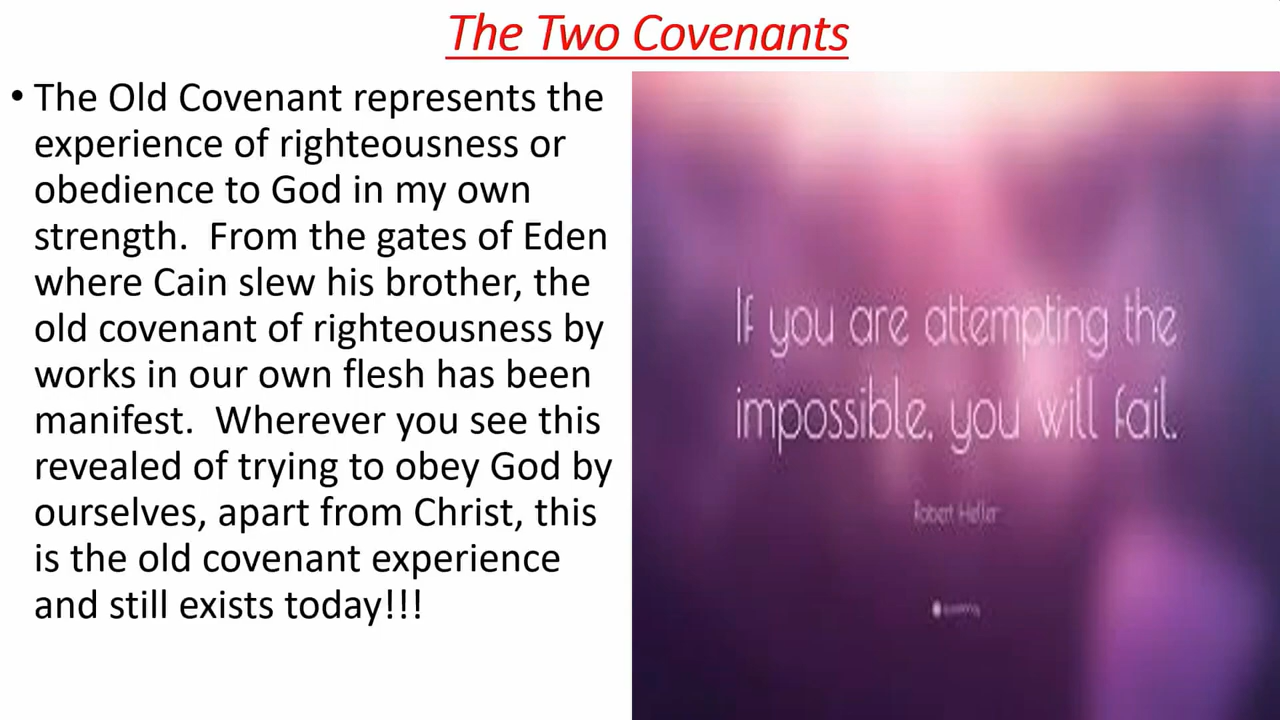 The Two Covenants
• The Old Covenant represents the
experience of righteousness or
obedience to God in my own
strength.  From the gates of Eden
where Cain slew his brother, the
old covenant of righteousness by
works in our own flesh has been
manifest.  Wherever you see this
revealed of trying to obey God by
ourselves, apart from Christ, this
is the old covenant experience
and still exists today!!!
If you are attempting the
impossible, you will fail.
Robert